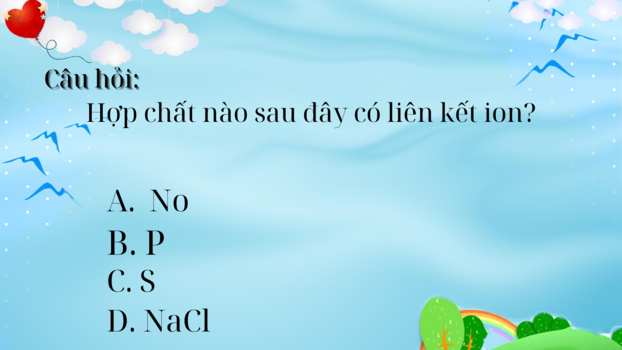 Câu hỏi:
Hợp chất nào sau đây có liên kết ion?
A. No
B. P
C. S
D. NaCl